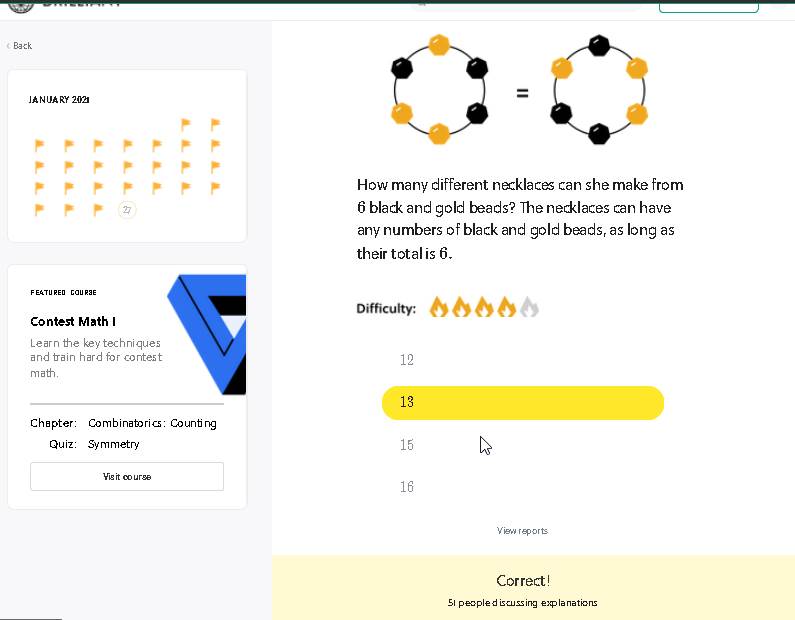 BRILLIANT
‹ Back
JANUARY 2021
27
FEATURED COURSE
Contest Math I
Learn the key techniques
and train hard for contest
math.
Chapter: Combinatorics: Counting
Quiz: Symmetry
Visit course
=
How many different necklaces can she make from
6 black and gold beads? The necklaces can have
any numbers of black and gold beads, as long as
their total is 6.
Difficulty:
12
13
15
16
View reports
Correct!
51 people discussing explanations